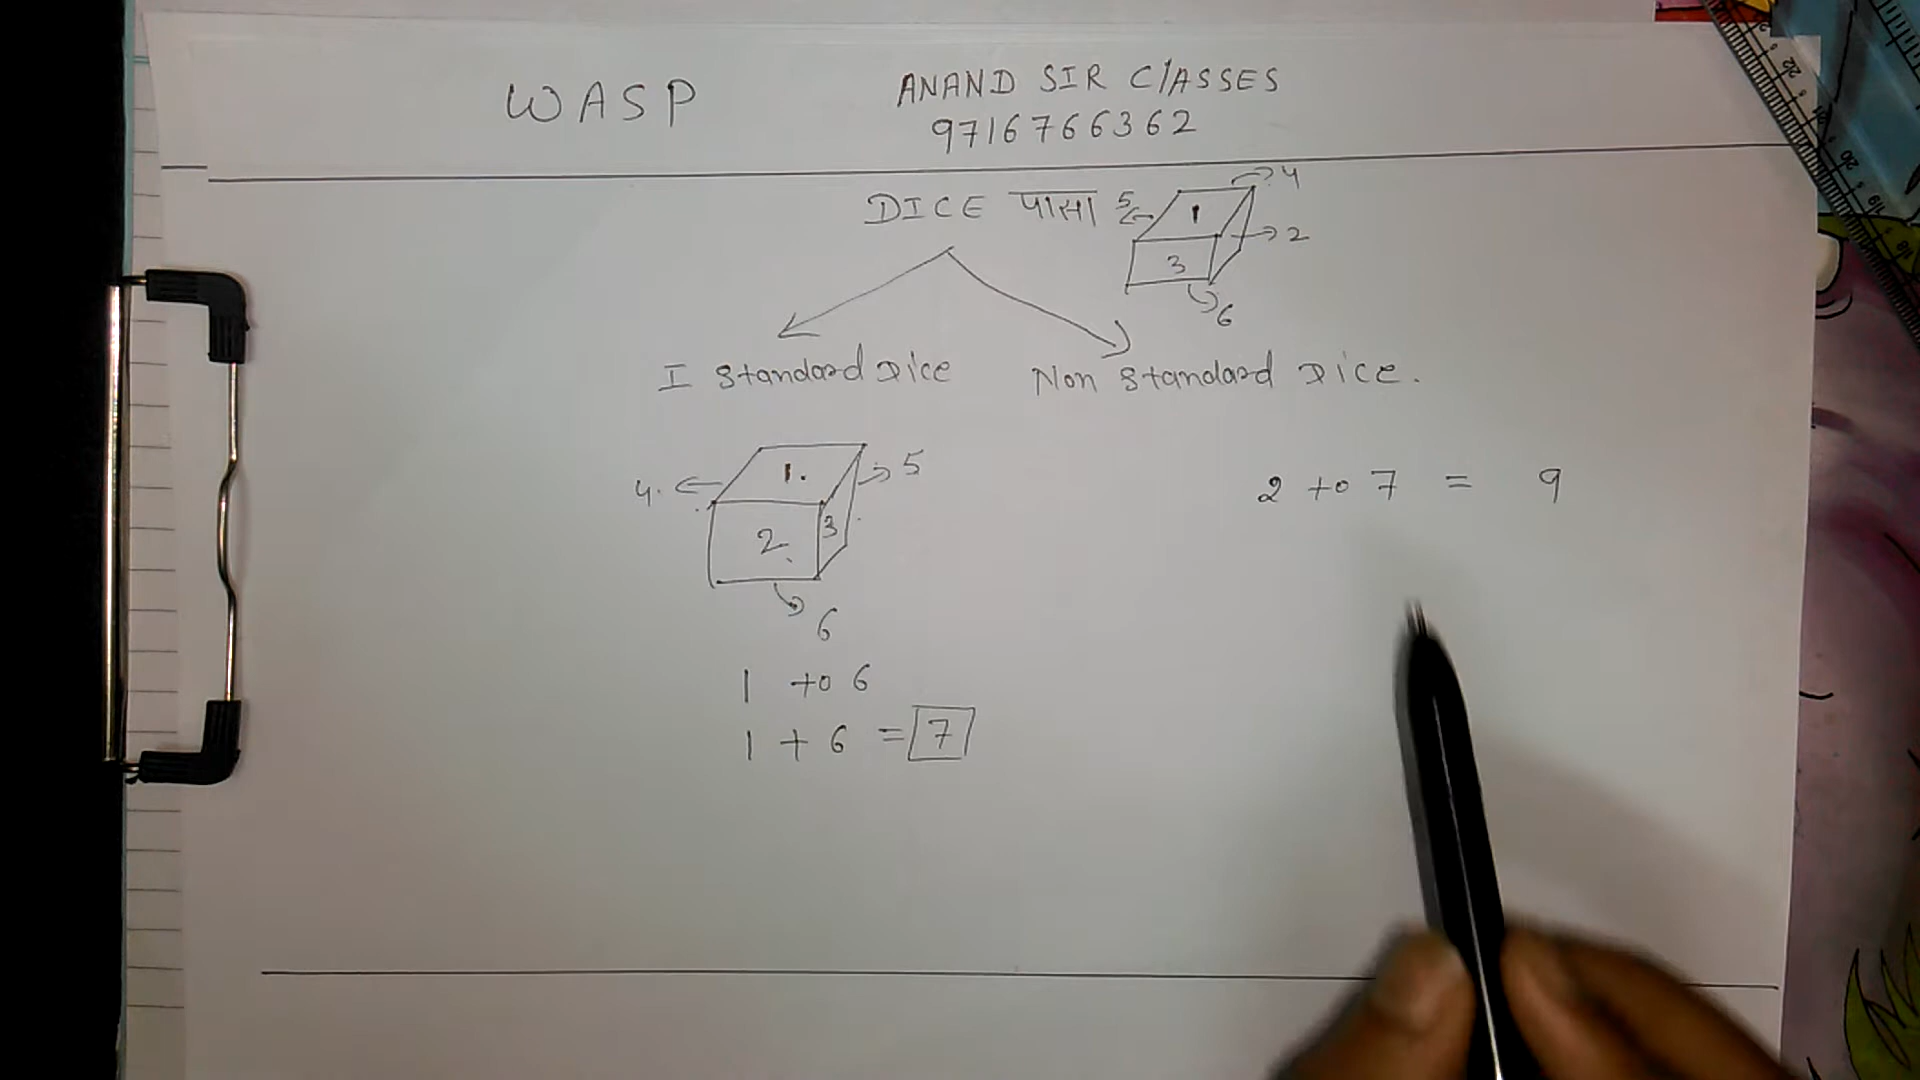 WASP
ANAND SIR ClASSES
9716766362
DICE पासा
5
1
4
2
3
6
I Standard Dice
Non Standard Dice.
4.
1.
5
2
3
6
1 to 6
1 + 6 = 7
2 to 7 = 9